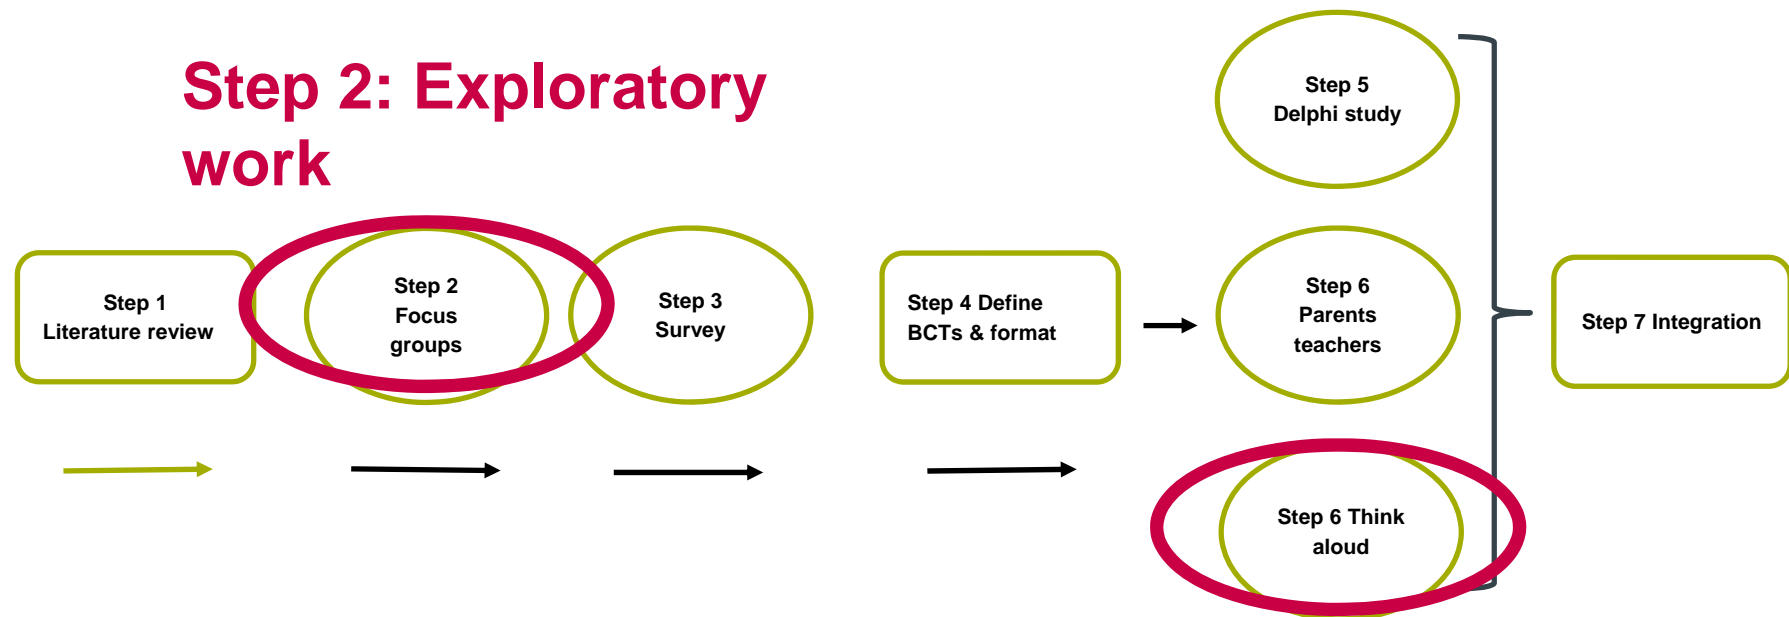 Step 2: Exploratory
work
Step 1
Literature review
Step 2
Focus
groups
Step 3
Survey
Step 4 Define
BCTs & format
Step 5
Delphi study
Step 6
Parents
teachers
Step 6 Think
aloud
Step 7 Integration